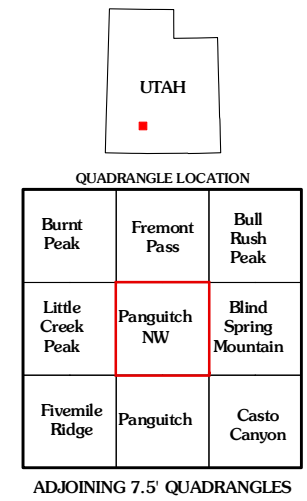 UTAH
QUADRANGLE LOCATION
Burnt
Peak
Fremont
Pass
Bull
Rush
Peak
Little
Creek
Peak
Panguitch
NW
Blind
Spring
Mountain
Fivemile
Ridge
Panguitch
Casto
Canyon
ADJOINING 7.5' QUADRANGLES